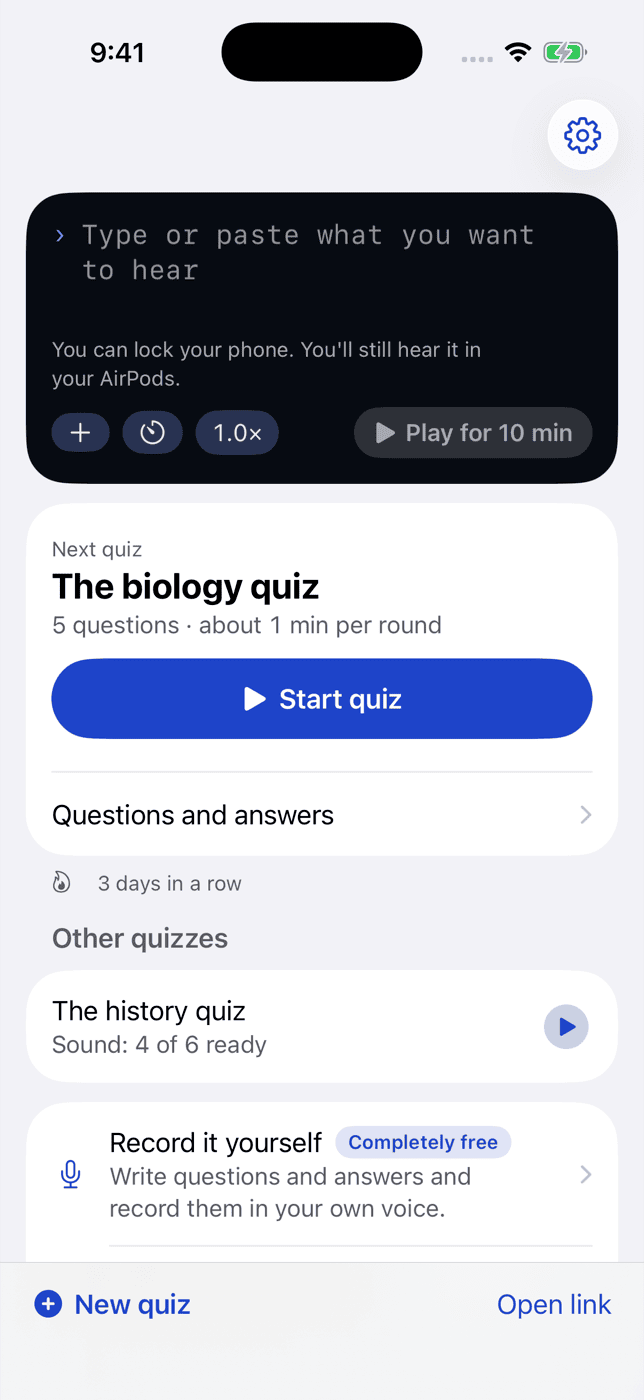 9:41
› Type or paste what you want
to hear
You can lock your phone. You'll still hear it in
your AirPods.
1.0×
Play for 10 min
Next quiz
The biology quiz
5 questions · about 1 min per round
Start quiz
Questions and answers
3 days in a row
Other quizzes
The history quiz
Sound: 4 of 6 ready
Record it yourself
Completely free
Write questions and answers and
record them in your own voice.
New quiz
Open link